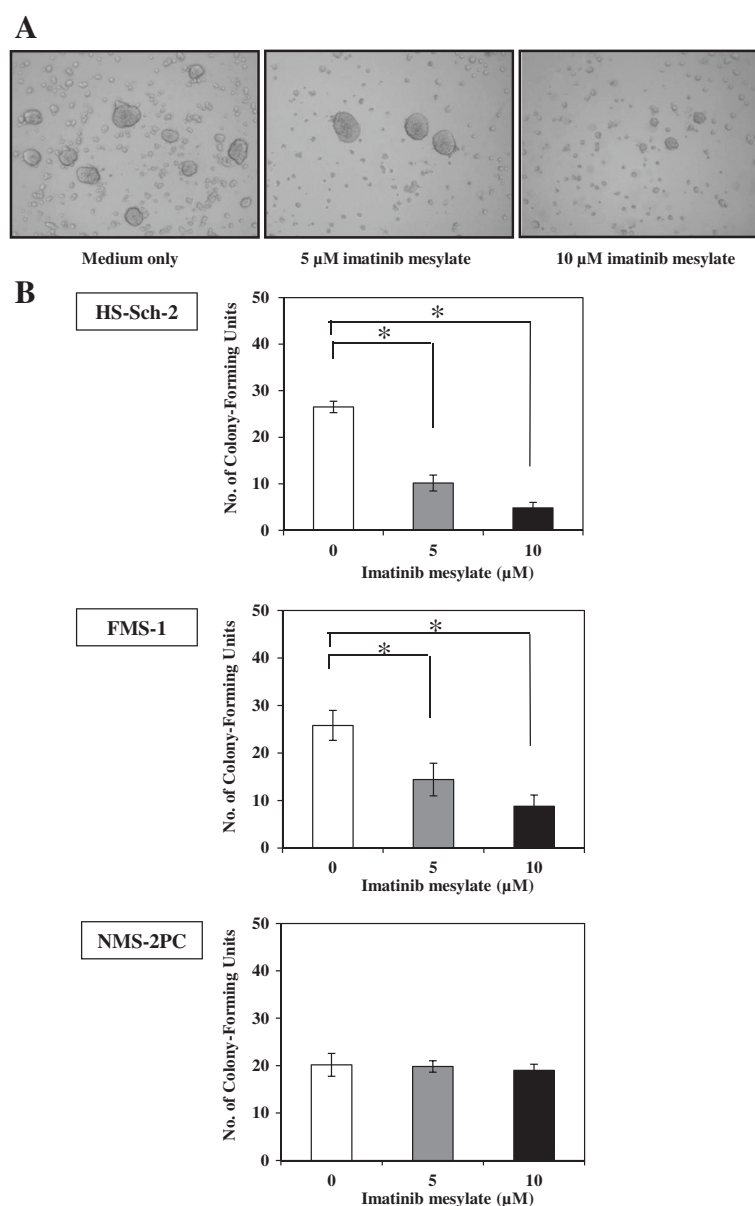 A
Medium only
5 µM imatinib mesylate
10 µM imatinib mesylate
B
HS-Sch-2
No. of Colony-Forming Units
50
40
30
20
10
0
*
*
0 5 10
Imatinib mesylate (µM)
FMS-1
No. of Colony-Forming Units
50
40
30
20
10
0
*
*
0 5 10
Imatinib mesylate (µM)
NMS-2PC
No. of Colony-Forming Units
50
40
30
20
10
0
0 5 10
Imatinib mesylate (µM)